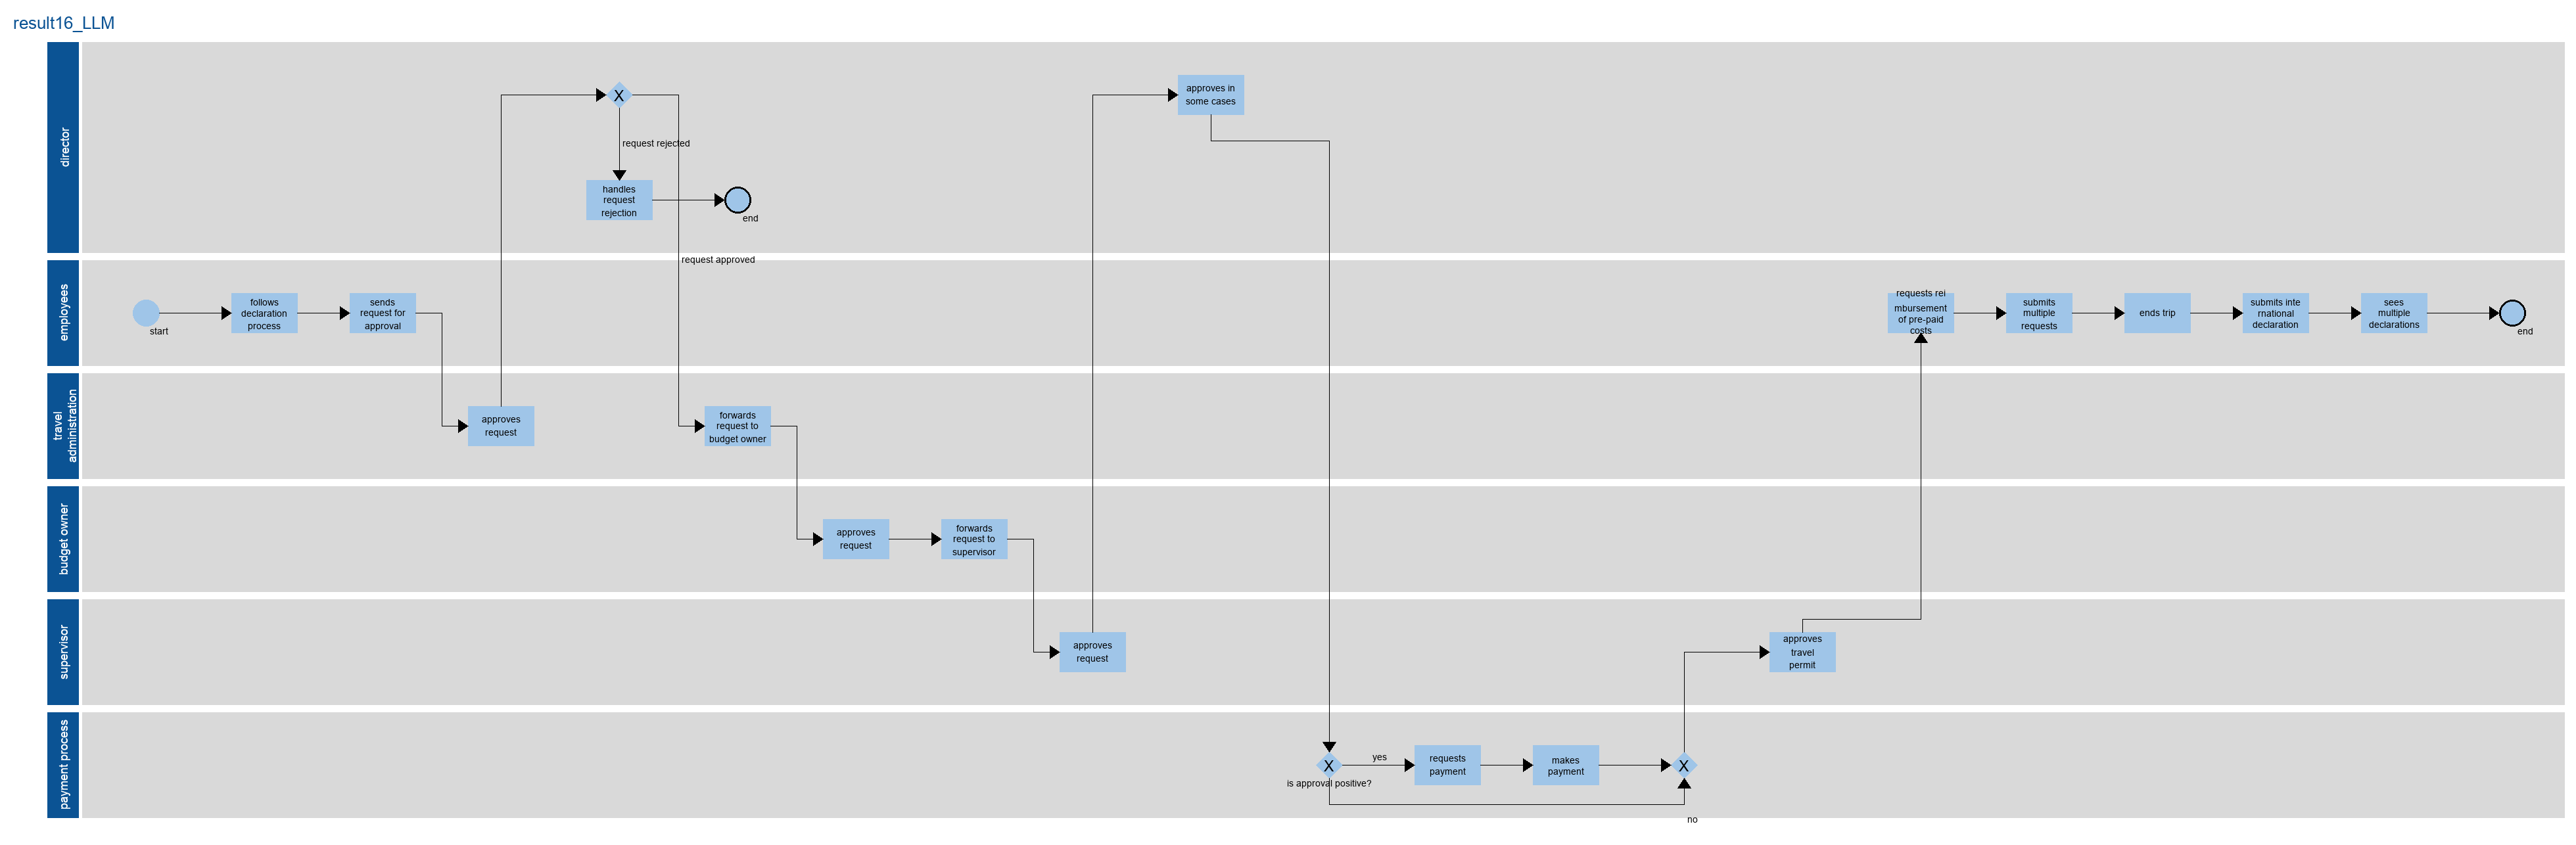 result16_LLM
director
X
request rejected
handles
request
rejection
end
request approved
approves in
some cases
employees
start
follows
declaration
process
sends
request for
approval
requests rei
mbursement
of pre-paid
costs
submits
multiple
requests
ends trip
submits inte
rnational
declaration
sees
multiple
declarations
end
travel
administration
approves
request
forwards
request to
budget owner
budget owner
approves
request
forwards
request to
supervisor
supervisor
approves
request
approves
travel
permit
payment process
X
is approval positive?
yes
requests
payment
makes
payment
X
no